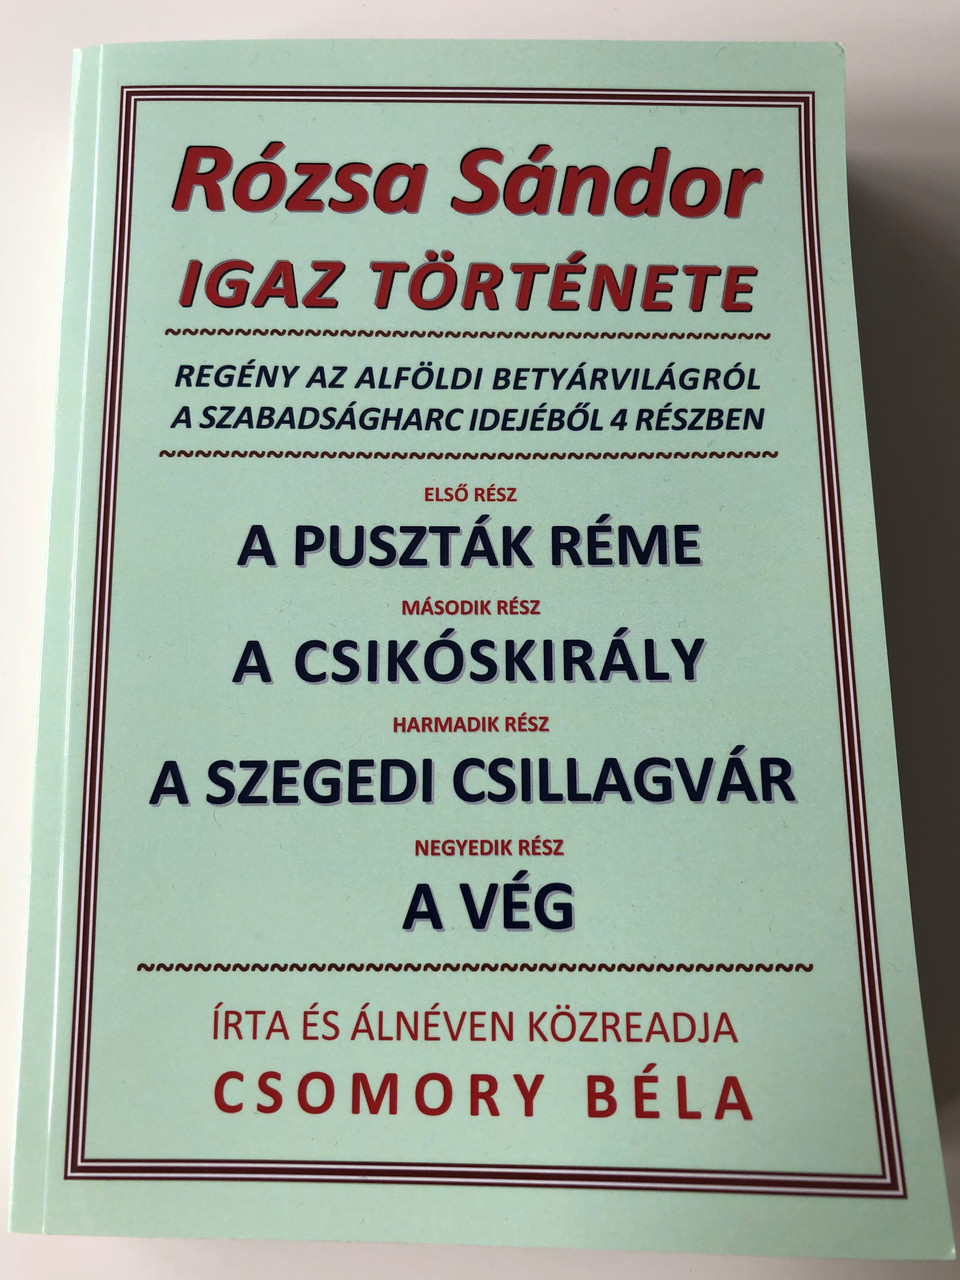 Rózsa Sándor
IGAZ TÖRTÉNETE
REGÉNY AZ ALFÖLDI BETYÁRVILÁGRÓL
A SZABADSÁGHARC IDEJÉBŐL 4 RÉSZBEN
ELSŐ RÉSZ
A PUSZTÁK RÉME
MÁSODIK RÉSZ
A CSIKÓSKIRÁLY
HARMADIK RÉSZ
A SZEGEDI CSILLAGVÁR
NEGYEDIK RÉSZ
A VÉG
ÍRTA ÉS ÁLNÉVEN KÖZREADJA
CSOMORY BÉLA